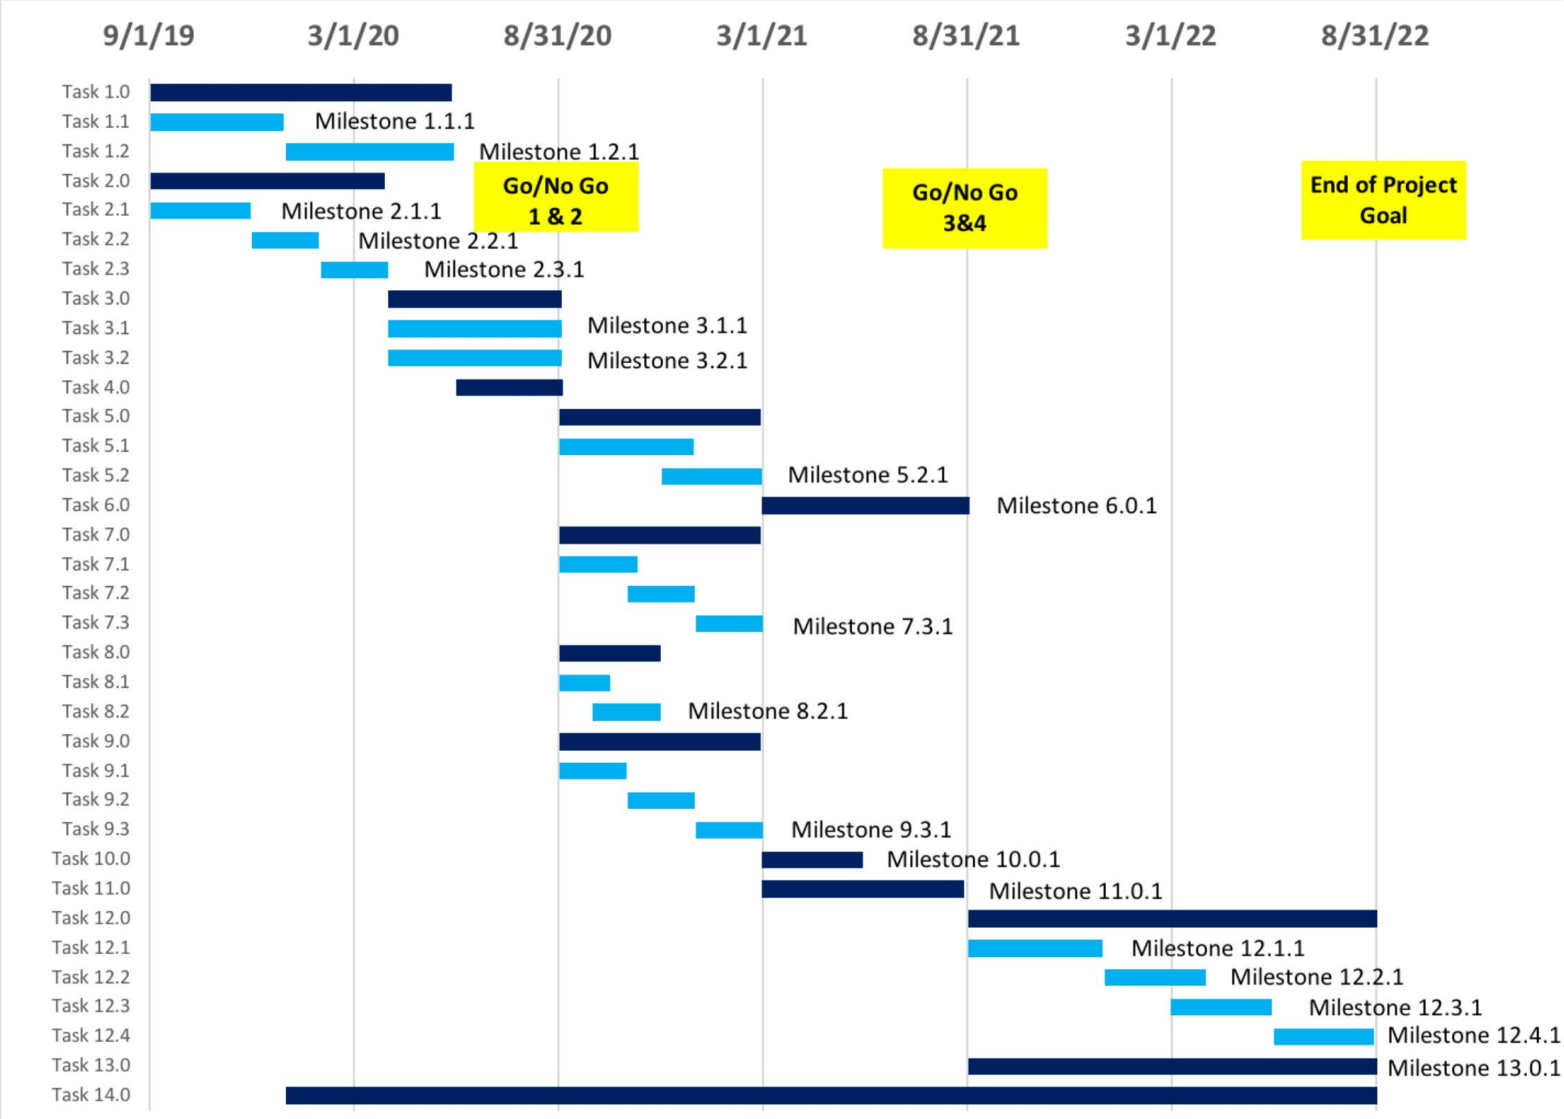 9/1/19 3/1/20 8/31/20 3/1/21 8/31/21 3/1/22 8/31/22
Task 1.0
Task 1.1 Milestone 1.1.1
Task 1.2 Milestone 1.2.1
Task 2.0
Go/No Go
1 & 2
Go/No Go
3&4
End of Project
Goal
Task 2.1 Milestone 2.1.1
Task 2.2 Milestone 2.2.1
Task 2.3 Milestone 2.3.1
Task 3.0
Task 3.1 Milestone 3.1.1
Task 3.2 Milestone 3.2.1
Task 4.0
Task 5.0
Task 5.1
Task 5.2 Milestone 5.2.1
Task 6.0 Milestone 6.0.1
Task 7.0
Task 7.1
Task 7.2
Task 7.3 Milestone 7.3.1
Task 8.0
Task 8.1
Task 8.2 Milestone 8.2.1
Task 9.0
Task 9.1
Task 9.2
Task 9.3 Milestone 9.3.1
Task 10.0 Milestone 10.0.1
Task 11.0 Milestone 11.0.1
Task 12.0
Task 12.1 Milestone 12.1.1
Task 12.2 Milestone 12.2.1
Task 12.3 Milestone 12.3.1
Task 12.4 Milestone 12.4.1
Task 13.0 Milestone 13.0.1
Task 14.0